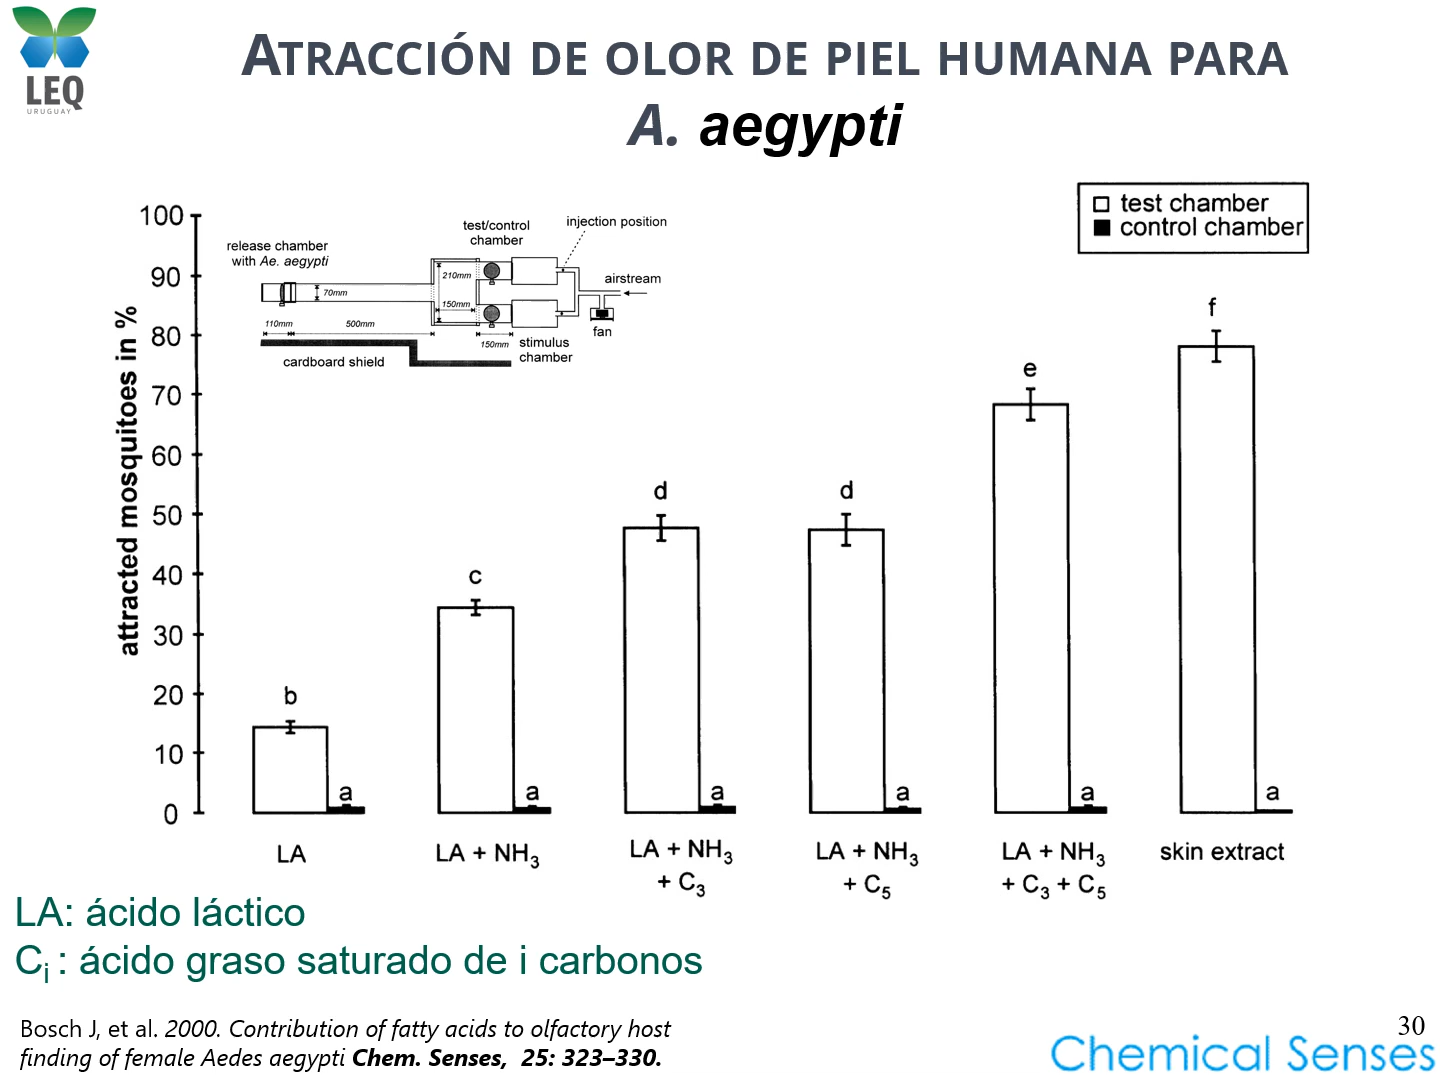 LEQ
URUGUAY
ATRACCIÓN DE OLOR DE PIEL HUMANA PARA
A. aegypti
test chamber
control chamber
attracted mosquitoes in %
100
90
80
70
60
50
40
30
20
10
0
release chamber
with Ae. aegypti
test/control
chamber
injection position
airstream
fan
210mm
150mm
70mm
110mm
500mm
150mm
stimulus
chamber
cardboard shield
b
a
c
a
d
a
d
a
e
a
f
a
LA
LA + NH₃
LA + NH₃
+ C₃
LA + NH₃
+ C₅
LA + NH₃
+ C₃ + C₅
skin extract
LA: ácido láctico
Cᵢ : ácido graso saturado de i carbonos
Bosch J, et al. 2000. Contribution of fatty acids to olfactory host
finding of female Aedes aegypti Chem. Senses, 25: 323–330.
30
Chemical Senses